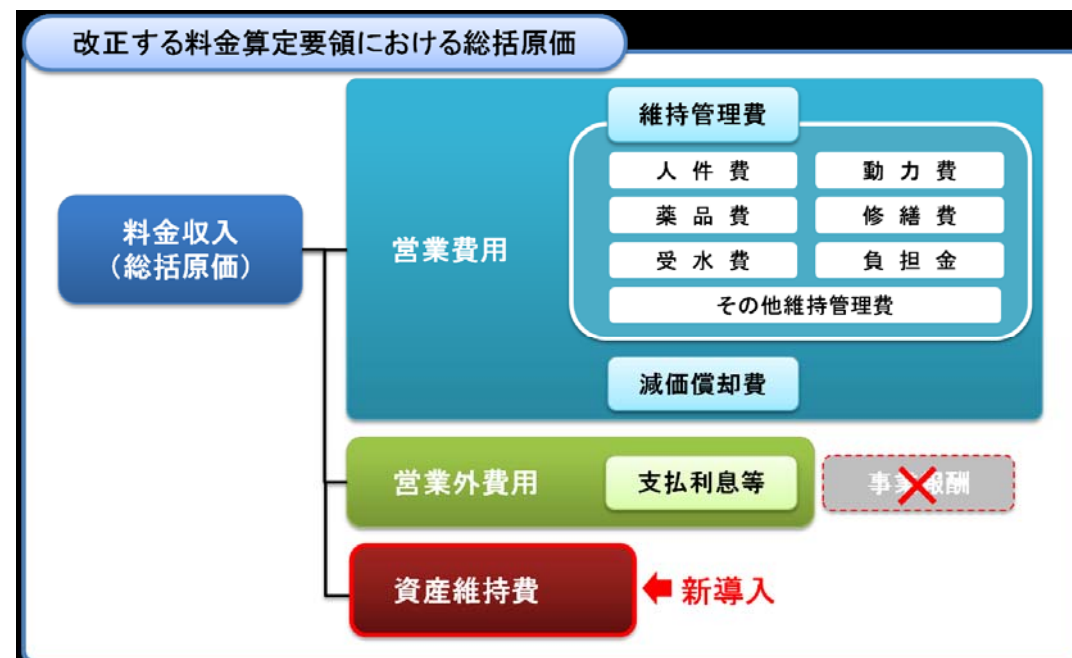 改正する料金算定要領における総括原価
料金収入
（総括原価）
営業費用
維持管理費
人 件 費
動 力 費
薬 品 費
修 繕 費
受 水 費
負 担 金
その他維持管理費
減価償却費
営業外費用
支払利息等
事業報酬
資産維持費
新導入